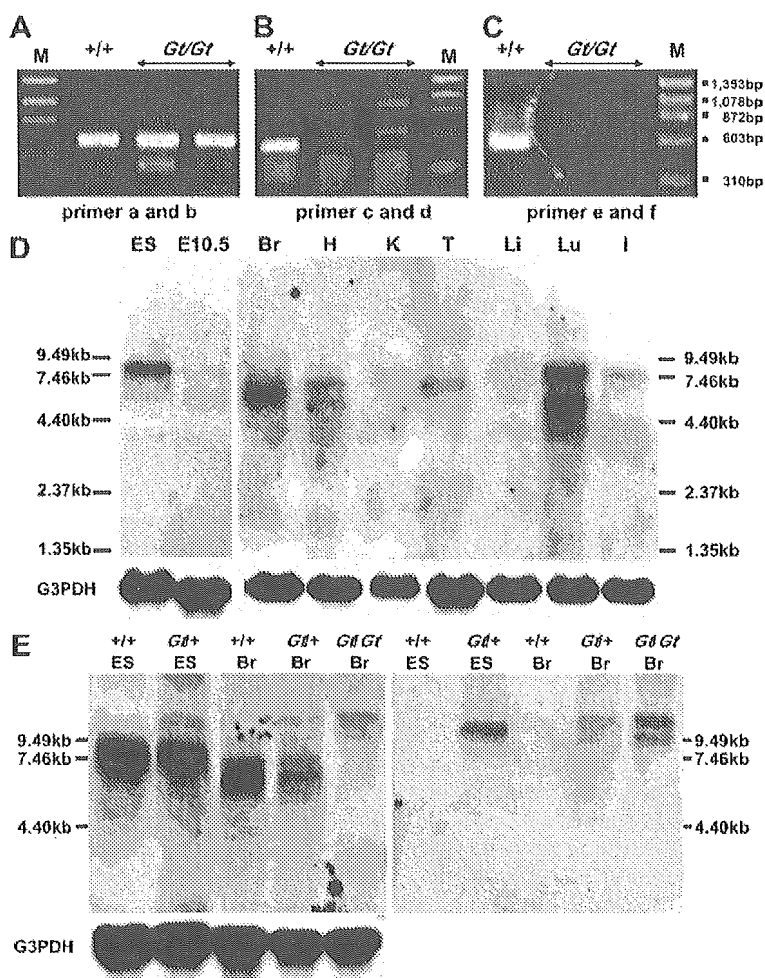 A B C
M +/+ Gt/Gt +/+ Gt/Gt M +/+ Gt/Gt M
1,353bp
1,078bp
872bp
603bp
310bp
primer a and b primer c and d primer e and f
D
ES E10.5 Br H K T Li Lu I
9.49kb 9.49kb
7.46kb 7.46kb
4.40kb 4.40kb
2.37kb 2.37kb
1.35kb 1.35kb
G3PDH
E
+/+ Gt/+ +/+ Gt/+ Gt/Gt +/+ Gt/+ +/+ Gt/+ Gt/Gt
ES ES Br Br Br ES ES Br Br Br
9.49kb 9.49kb
7.46kb 7.46kb
4.40kb 4.40kb
G3PDH